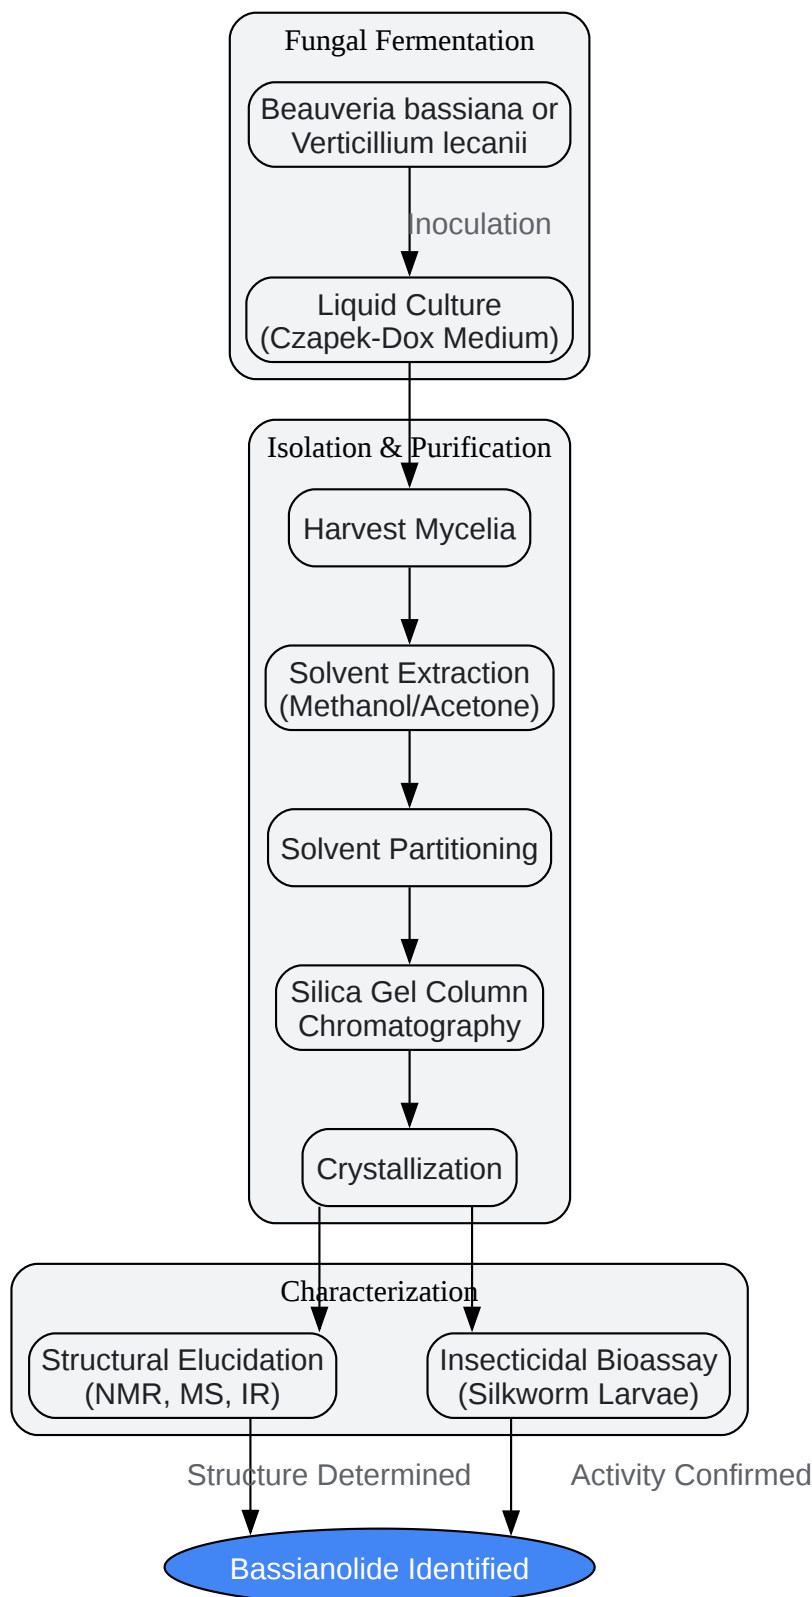 Fungal Fermentation
Beauveria bassiana or
Verticillium lecanii
Inoculation
Liquid Culture
(Czapek-Dox Medium)
Isolation & Purification
Harvest Mycelia
Solvent Extraction
(Methanol/Acetone)
Solvent Partitioning
Silica Gel Column
Chromatography
Crystallization
Characterization
Structural Elucidation
(NMR, MS, IR)
Insecticidal Bioassay
(Silkworm Larvae)
Structure Determined
Activity Confirmed
Bassianolide Identified